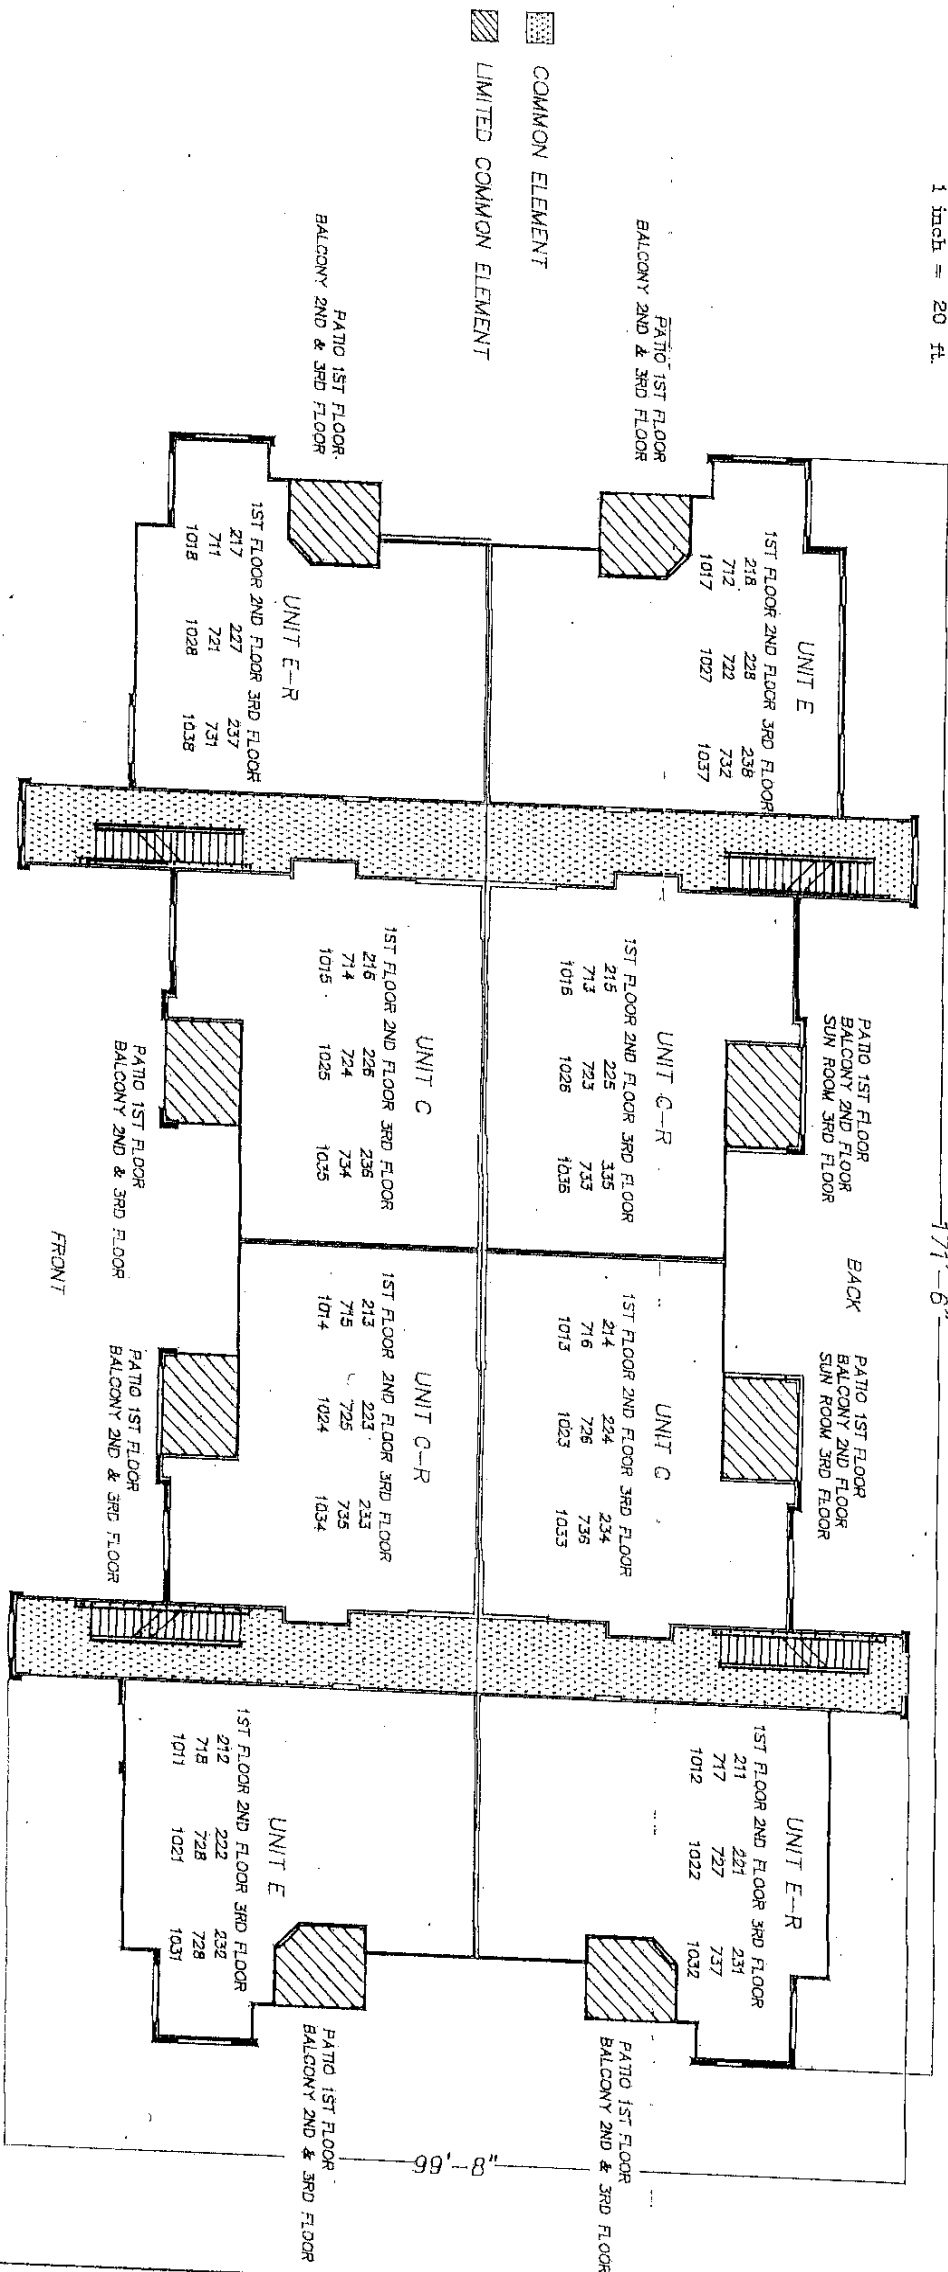 1 inch = 20 ft.
COMMON ELEMENT
LIMITED COMMON ELEMENT
171'-6"
99'-8"
BACK
PATIO 1ST FLOOR
BALCONY 2ND & 3RD FLOOR
UNIT E
1ST FLOOR 2ND FLOOR 3RD FLOOR
218 228 238
712 722 732
1017 1027 1037
PATIO 1ST FLOOR
BALCONY 2ND FLOOR
SUN ROOM 3RD FLOOR
UNIT C-R
1ST FLOOR 2ND FLOOR 3RD FLOOR
215 225 335
713 723 733
1016 1026 1036
PATIO 1ST FLOOR
BALCONY 2ND FLOOR
SUN ROOM 3RD FLOOR
UNIT C
1ST FLOOR 2ND FLOOR 3RD FLOOR
214 224 234
716 726 736
1013 1023 1033
UNIT E-R
1ST FLOOR 2ND FLOOR 3RD FLOOR
211 221 231
717 727 737
1012 1022 1032
PATIO 1ST FLOOR
BALCONY 2ND & 3RD FLOOR
PATIO 1ST FLOOR
BALCONY 2ND & 3RD FLOOR
UNIT E-R
1ST FLOOR 2ND FLOOR 3RD FLOOR
217 227 237
711 721 731
1018 1028 1038
UNIT C
1ST FLOOR 2ND FLOOR 3RD FLOOR
216 226 236
714 724 734
1015 1025 1035
PATIO 1ST FLOOR
BALCONY 2ND & 3RD FLOOR
UNIT C-R
1ST FLOOR 2ND FLOOR 3RD FLOOR
213 223 233
715 725 735
1014 1024 1034
PATIO 1ST FLOOR
BALCONY 2ND & 3RD FLOOR
UNIT E
1ST FLOOR 2ND FLOOR 3RD FLOOR
212 222 232
718 728 728
1011 1021 1031
PATIO 1ST FLOOR
BALCONY 2ND & 3RD FLOOR
FRONT